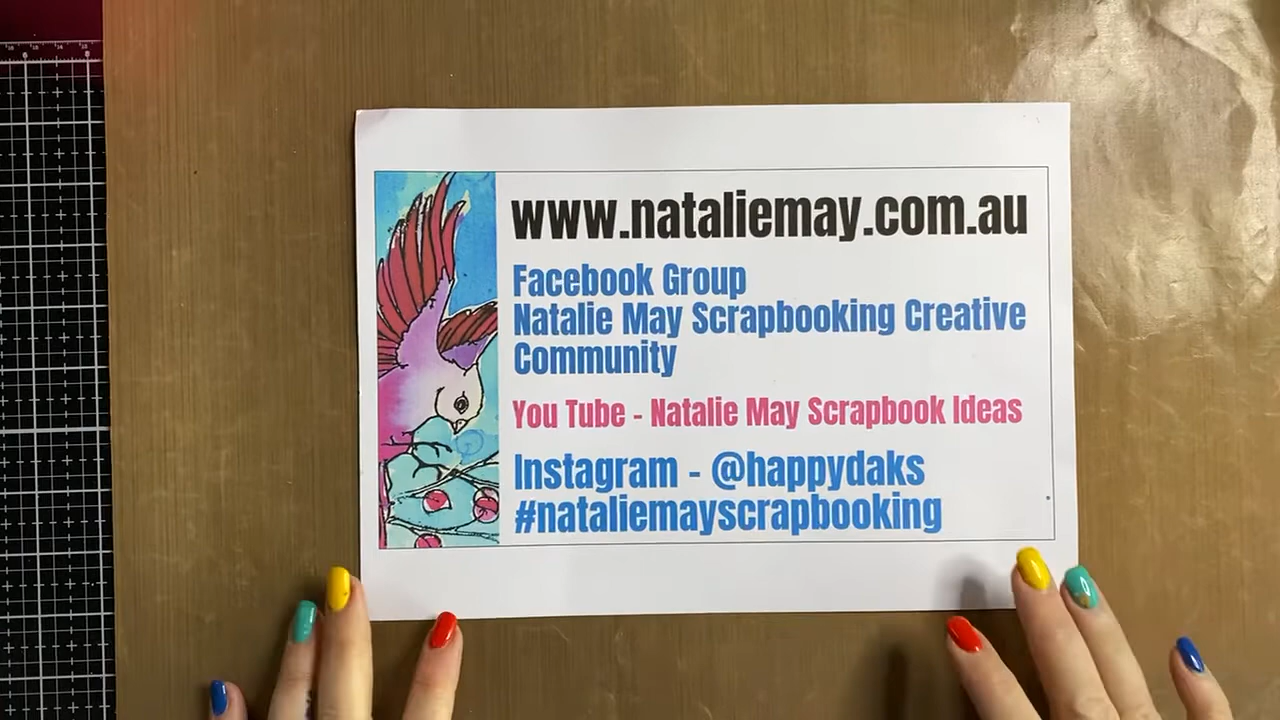 www.nataliemay.com.au
Facebook Group
Natalie May Scrapbooking Creative
Community
You Tube - Natalie May Scrapbook Ideas
Instagram - @happydaks
#nataliemayscrapbooking